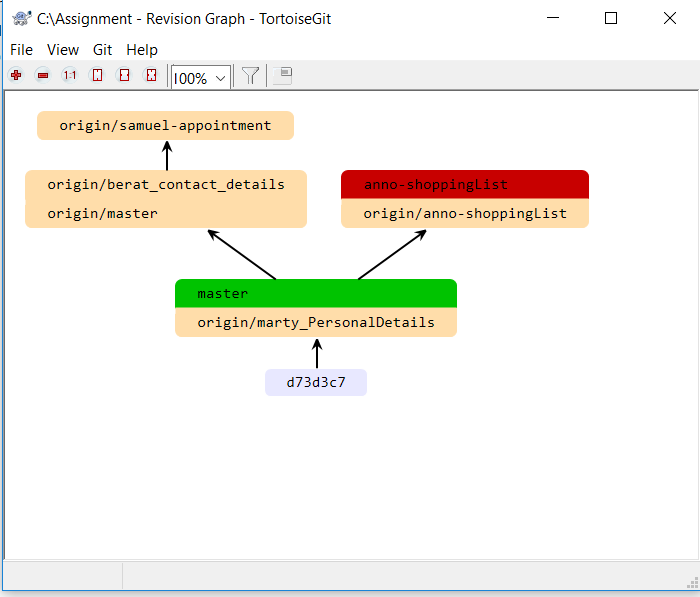 C:\Assignment - Revision Graph - TortoiseGit
File View Git Help
1:1 100%
origin/samuel-appointment
origin/berat_contact_details
origin/master
anno-shoppingList
origin/anno-shoppingList
master
origin/marty_PersonalDetails
d73d3c7